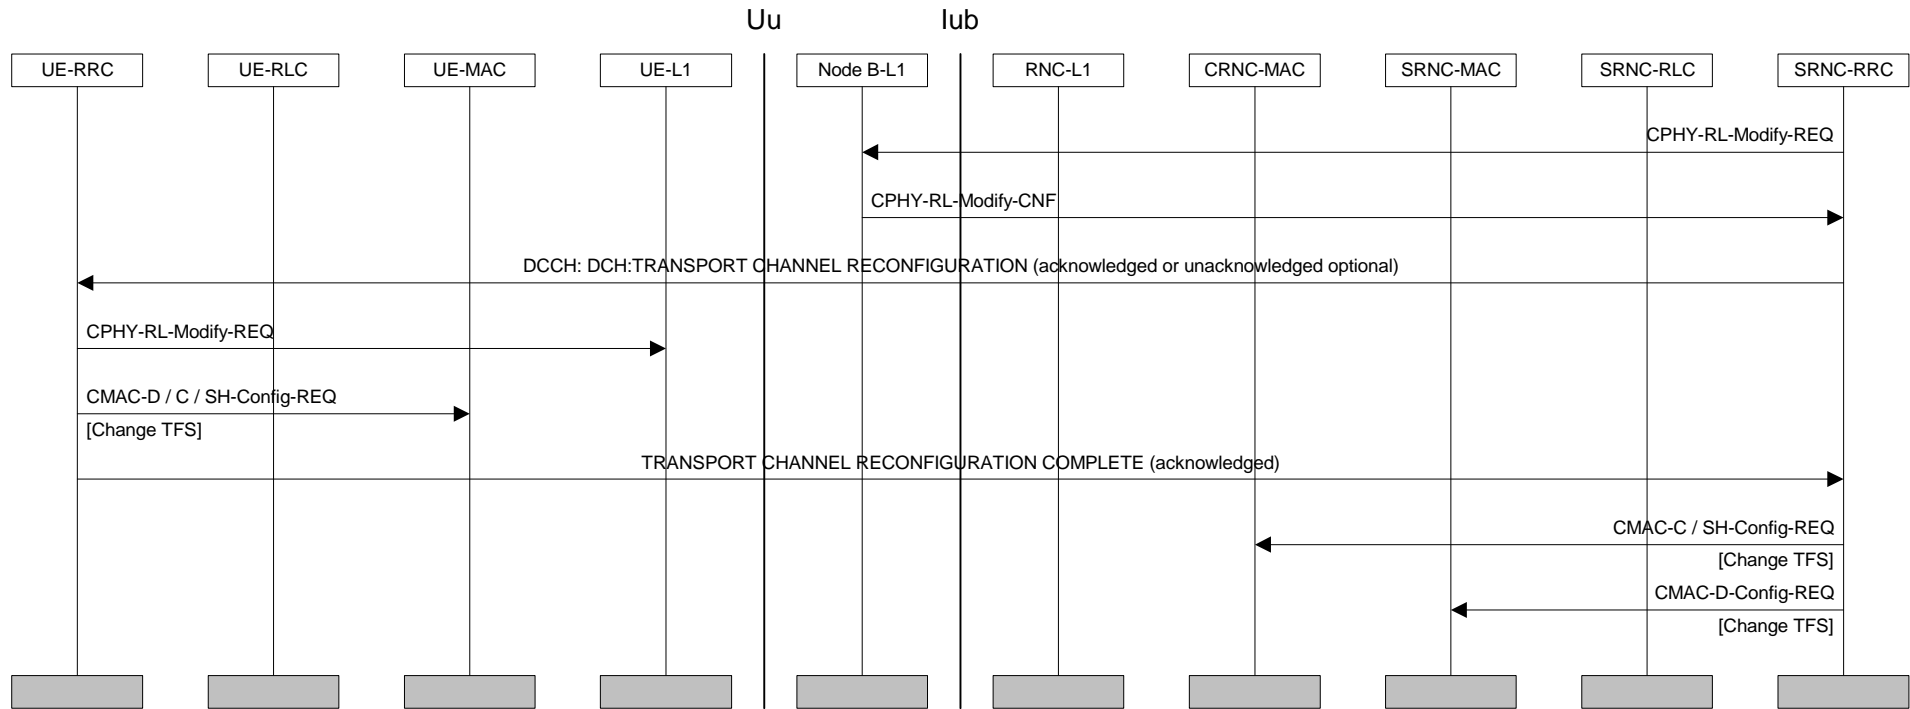 Uu
Iub
UE-RRC
UE-RLC
UE-MAC
UE-L1
Node B-L1
RNC-L1
CRNC-MAC
SRNC-MAC
SRNC-RLC
SRNC-RRC
CPHY-RL-Modify-REQ
CPHY-RL-Modify-CNF
DCCH: DCH:TRANSPORT CHANNEL RECONFIGURATION (acknowledged or unacknowledged optional)
CPHY-RL-Modify-REQ
CMAC-D / C / SH-Config-REQ
[Change TFS]
TRANSPORT CHANNEL RECONFIGURATION COMPLETE (acknowledged)
CMAC-C / SH-Config-REQ
[Change TFS]
CMAC-D-Config-REQ
[Change TFS]